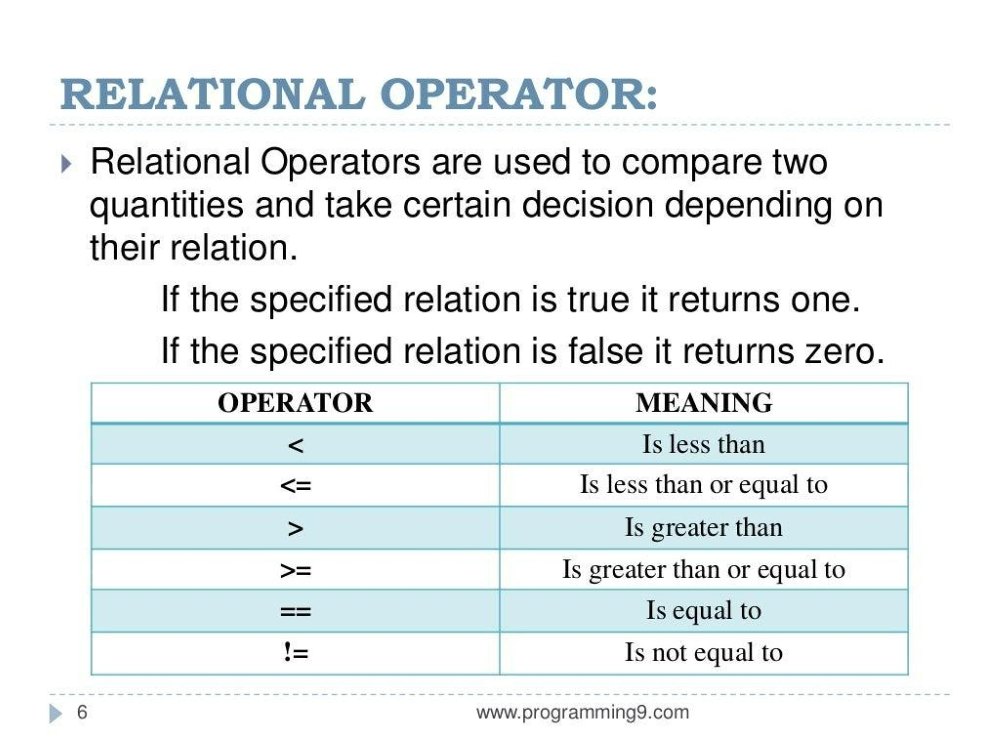 RELATIONAL OPERATOR:
Relational Operators are used to compare two
quantities and take certain decision depending on
their relation.
If the specified relation is true it returns one.
If the specified relation is false it returns zero.
OPERATOR MEANING
< Is less than
<= Is less than or equal to
> Is greater than
>= Is greater than or equal to
== Is equal to
!= Is not equal to
6 www.programming9.com